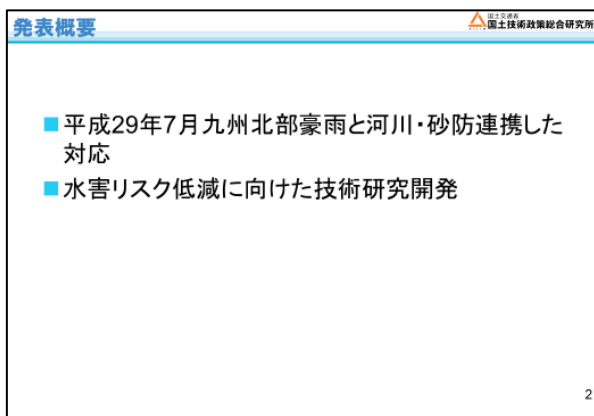 発表概要
国土交通省
国土技術政策総合研究所
■平成29年7月九州北部豪雨と河川・砂防連携した
対応
■水害リスク低減に向けた技術研究開発
2